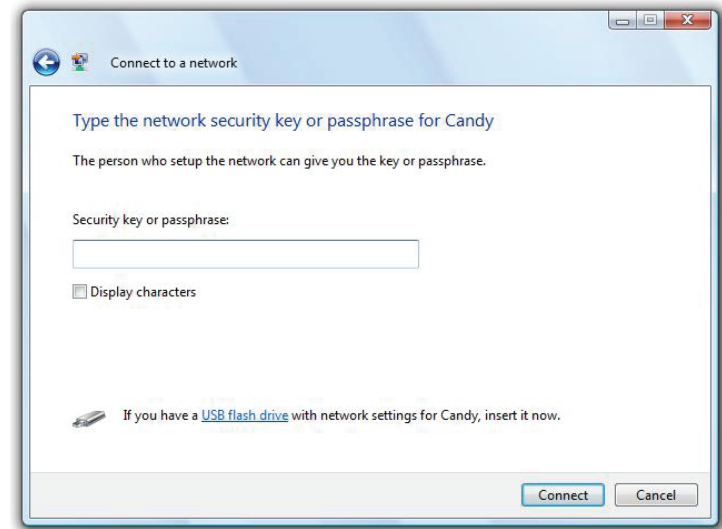 Connect to a network
Type the network security key or passphrase for Candy
The person who setup the network can give you the key or passphrase.
Security key or passphrase:
Display characters
If you have a USB flash drive with network settings for Candy, insert it now.
Connect Cancel